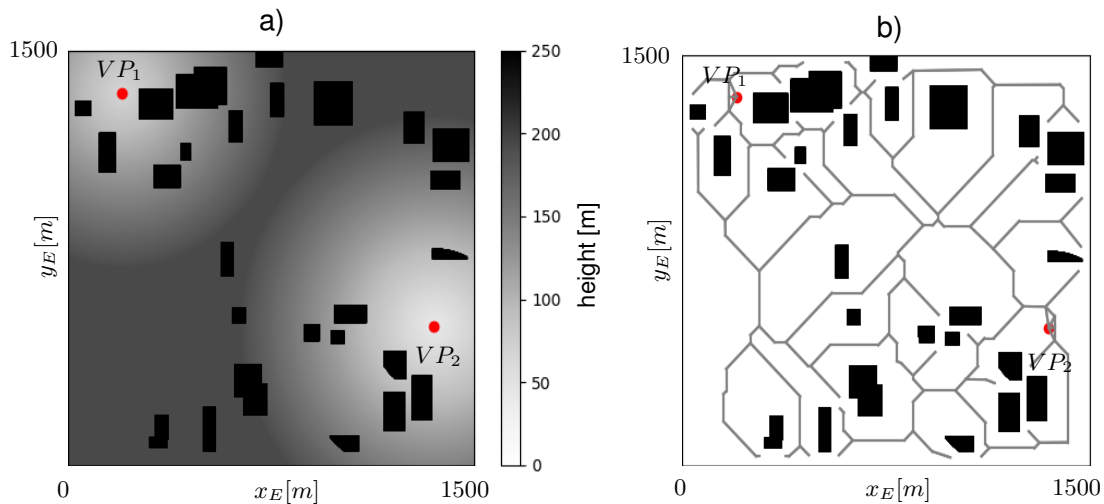 a)
1500
VP₁
VP₂
y_E[m]
0
x_E[m]
1500
250
200
150
100
50
0
height [m]
b)
1500
VP₁
VP₂
y_E[m]
0
x_E[m]
1500